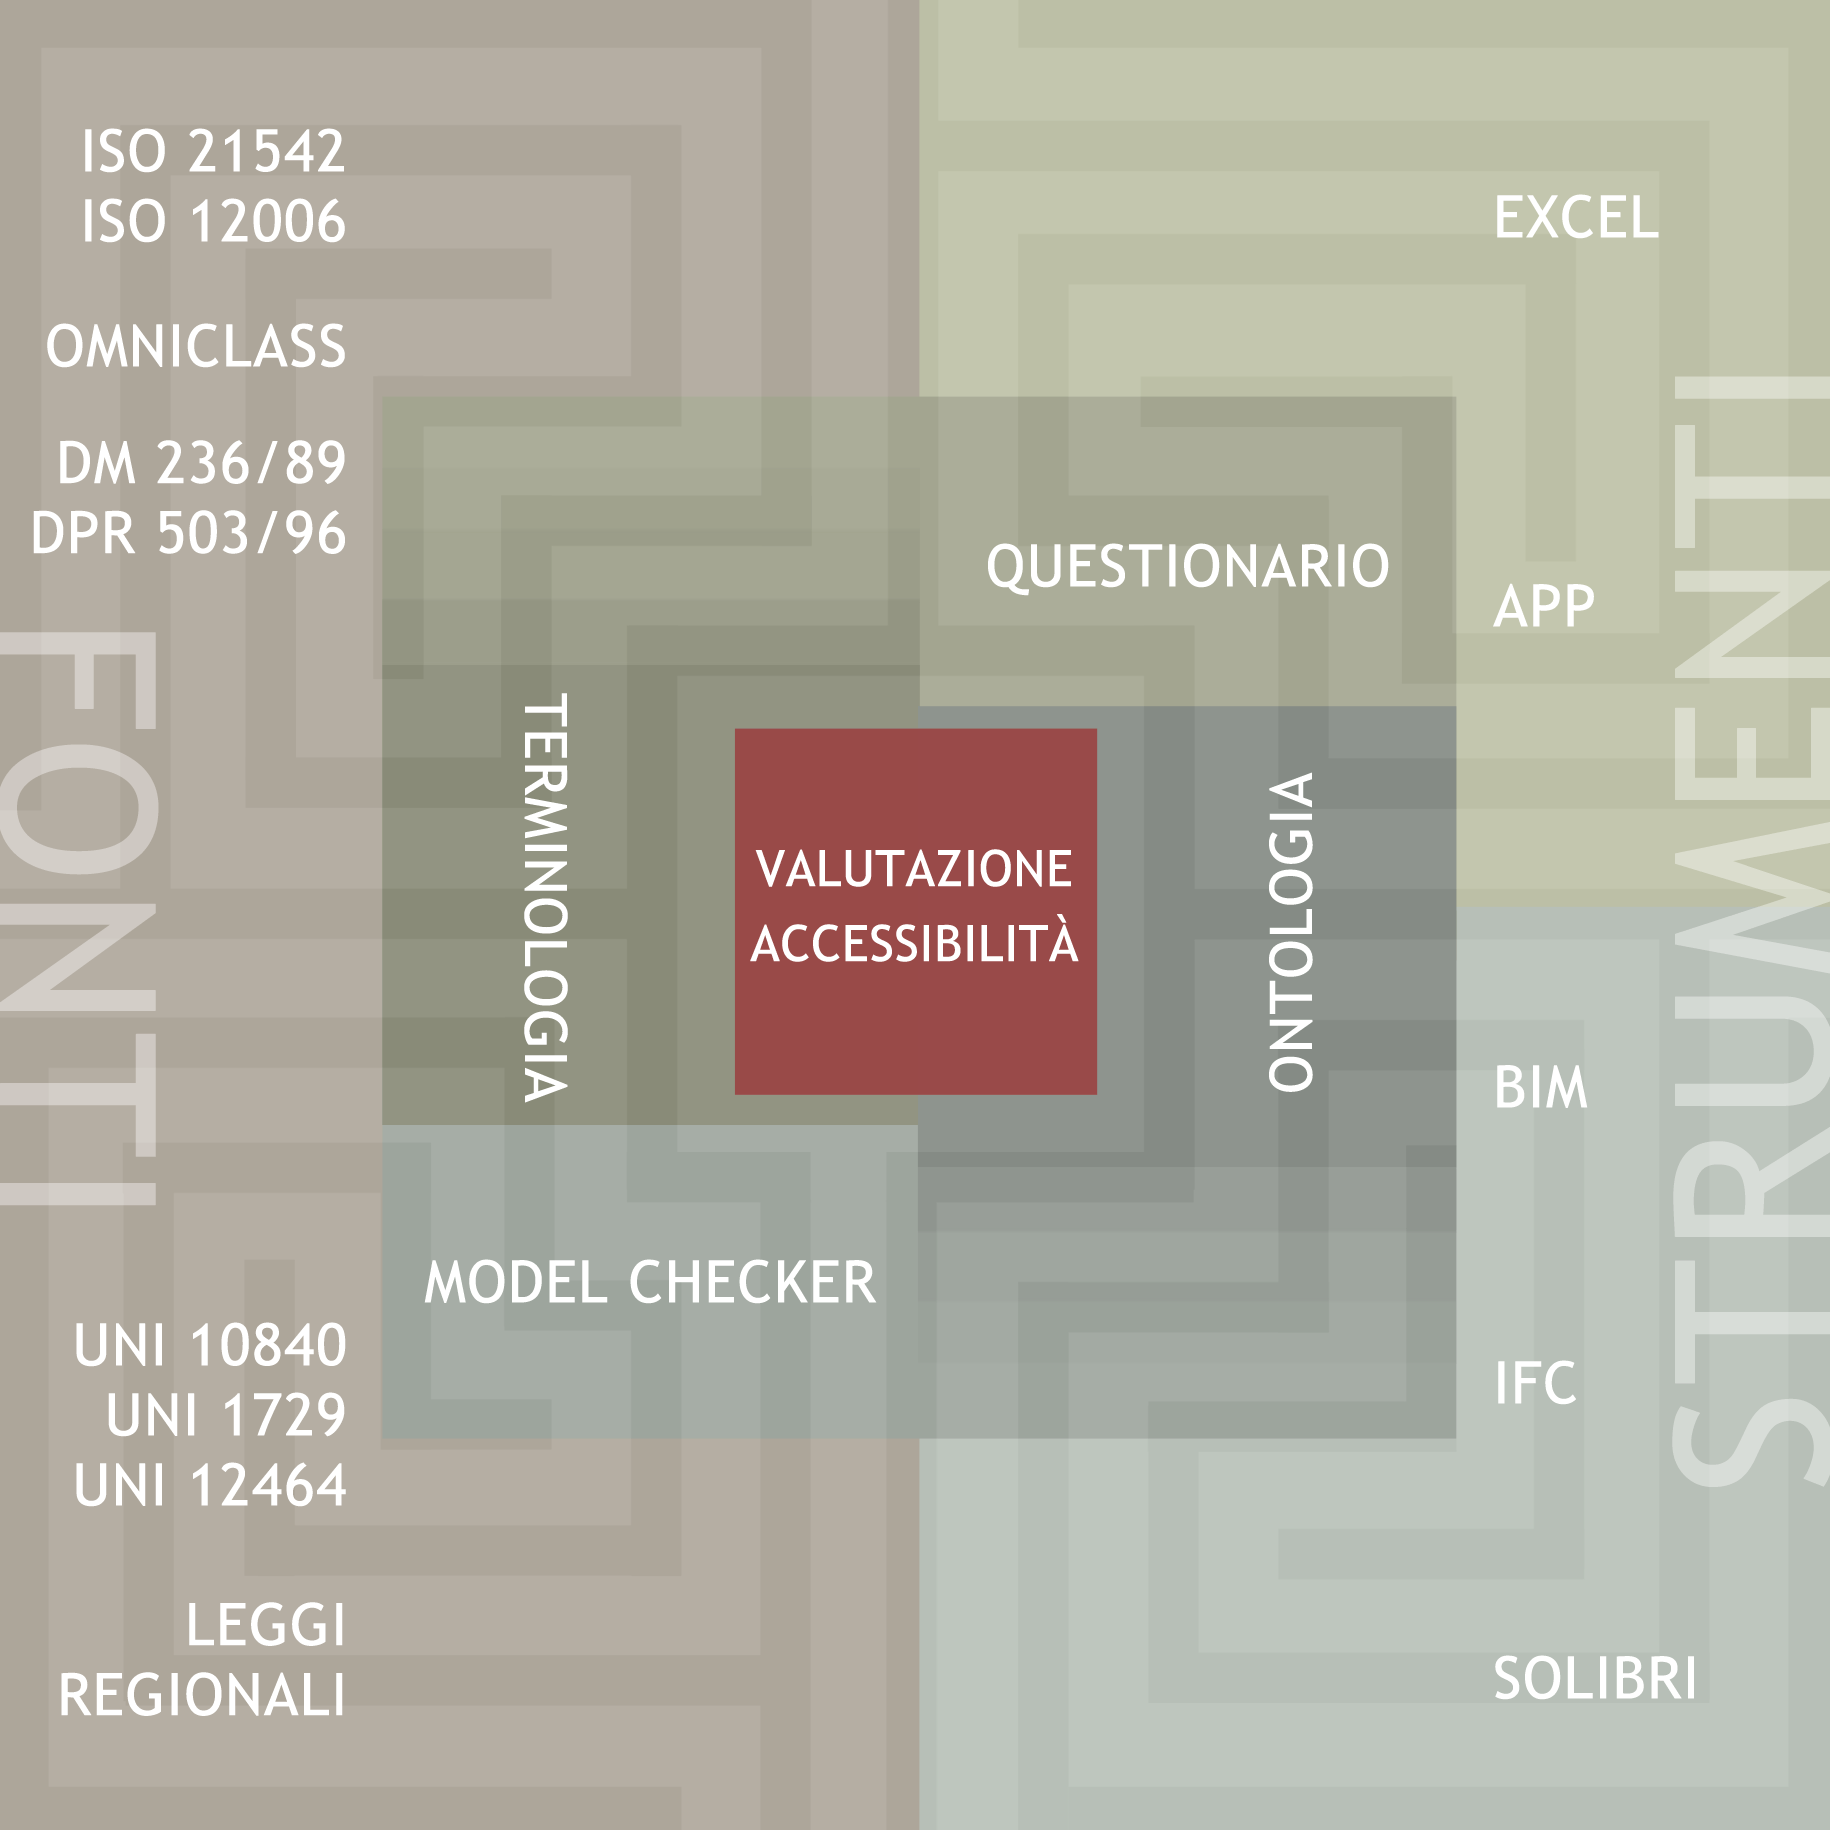 FONTI
ISO 21542
ISO 12006
OMNICLASS
DM 236/89
DPR 503/96
UNI 10840
UNI 1729
UNI 12464
LEGGI
REGIONALI
TERMINOLOGIA
QUESTIONARIO
VALUTAZIONE
ACCESSIBILITÀ
ONTOLOGIA
MODEL CHECKER
EXCEL
APP
BIM
IFC
SOLIBRI
STRUMENTI